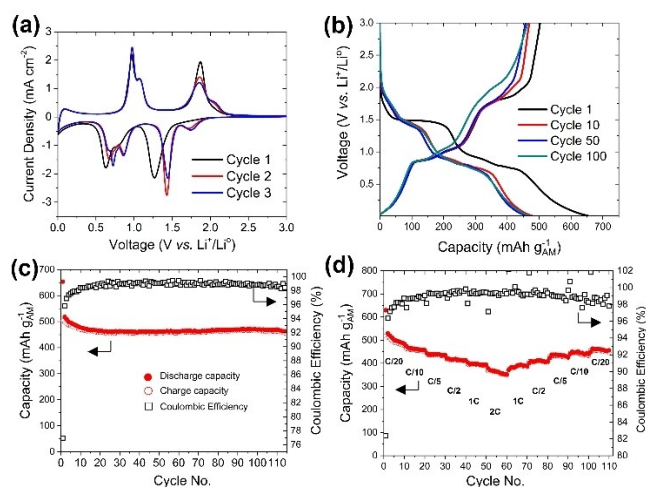 (a)
Current Density (mA cm⁻²)
3
2
1
0
1
-2
-3
0.0 0.5 1.0 1.5 2.0 2.5 3.0
Voltage (V vs. Li⁺/Liº)
Cycle 1
Cycle 2
Cycle 3
(b)
Voltage (V vs. Li⁺/Liº)
3.0
2.5
2.0
1.5
1.0
0.5
0 100 200 300 400 500 600 700
Capacity (mAh g⁻¹AM)
Cycle 1
Cycle 10
Cycle 50
Cycle 100
(c)
Capacity (mAh g⁻¹AM)
700
600
500
400
300
200
100
0
0 10 20 30 40 50 60 70 80 90 100 110
Cycle No.
Discharge capacity
Charge capacity
Coulombic Efficiency
100
98
96
94
92
90
88
86
84
82
80
78
76
Coulombic Efficiency (%)
(d)
Capacity (mAh g⁻¹AM)
800
700
600
500
400
300
200
100
0
C/20
C/10
C/5
C/2
1C
2C
1C
C/2
C/5
C/10
C/20
0 10 20 30 40 50 60 70 80 90 100 110
Cycle No.
102
100
98
96
94
92
90
88
86
84
82
80
Coulombic Efficiency (%)